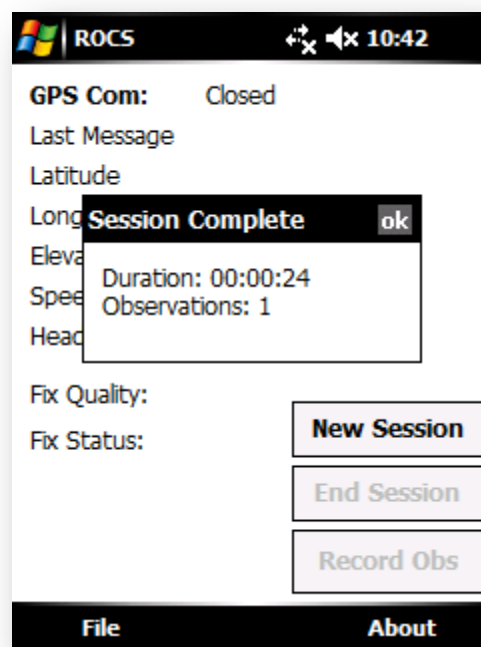 ROCS 10:42
GPS Com: Closed
Last Message
Latitude
Long
Session Complete ok
Eleva
Duration: 00:00:24
Spee
Observations: 1
Head
Fix Quality:
Fix Status:
New Session
End Session
Record Obs
File About